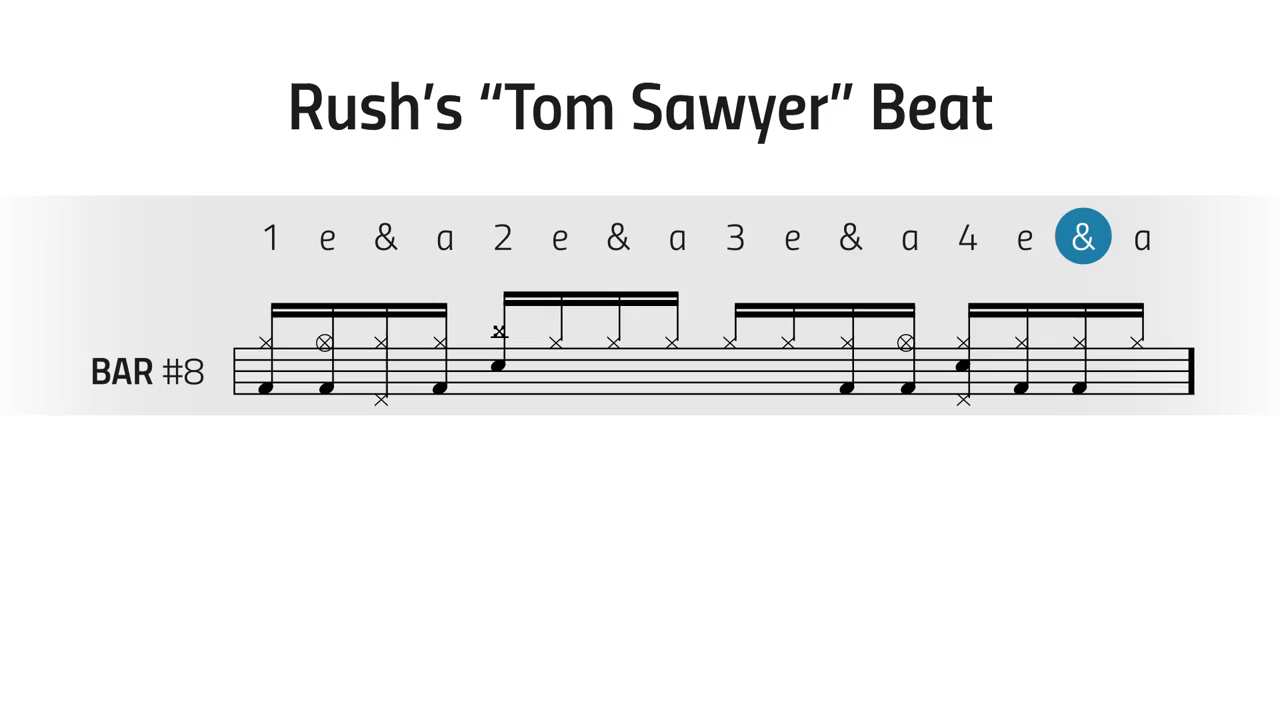 Rush’s “Tom Sawyer” Beat
1 e & a 2 e & a 3 e & a 4 e & a
BAR #8